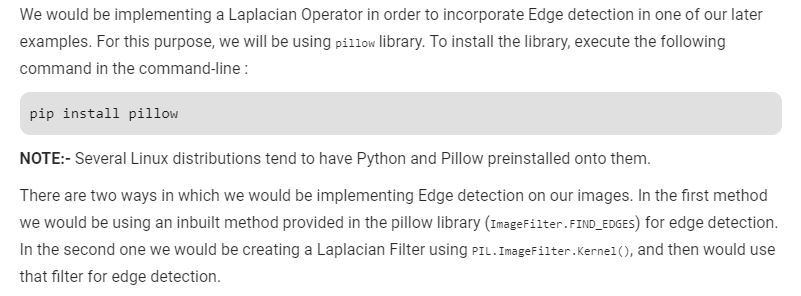 We would be implementing a Laplacian Operator in order to incorporate Edge detection in one of our later
examples. For this purpose, we will be using pillow library. To install the library, execute the following
command in the command-line :
pip install pillow
NOTE:- Several Linux distributions tend to have Python and Pillow preinstalled onto them.
There are two ways in which we would be implementing Edge detection on our images. In the first method
we would be using an inbuilt method provided in the pillow library (ImageFilter.FIND_EDGES) for edge detection.
In the second one we would be creating a Laplacian Filter using PIL.ImageFilter.Kernel(), and then would use
that filter for edge detection.